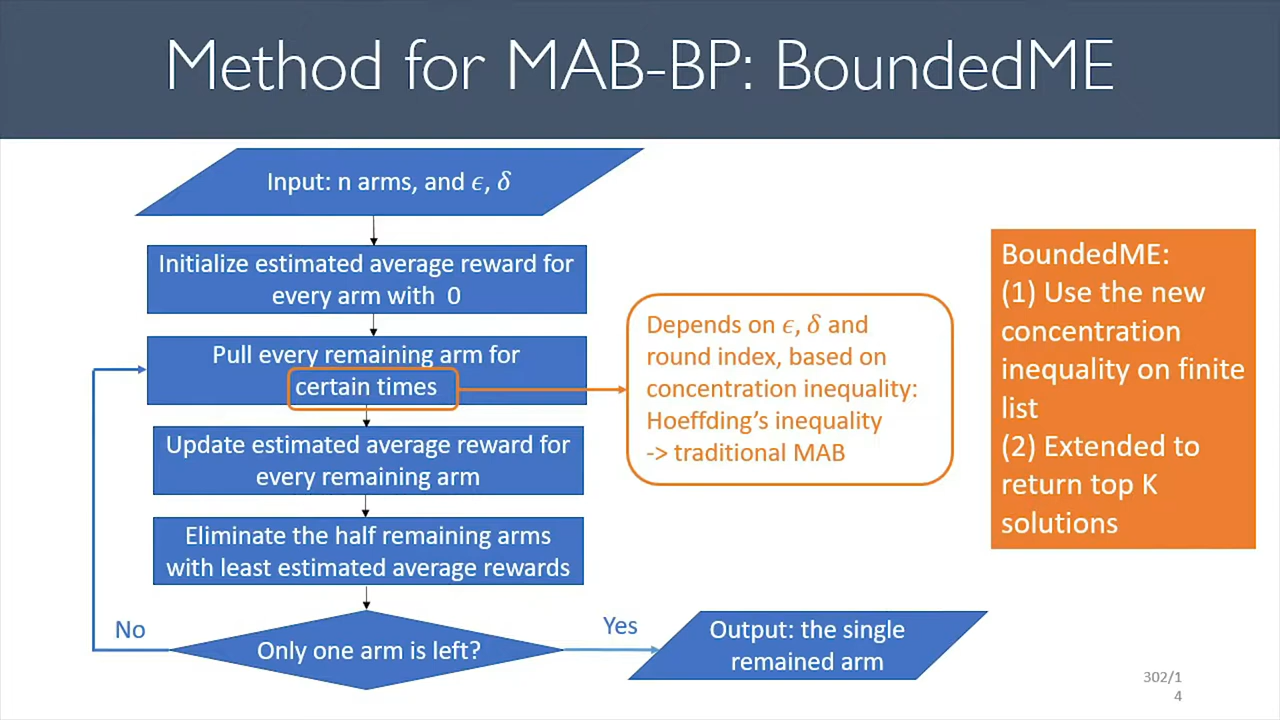 Method for MAB-BP: BoundedME
Input: n arms, and ϵ, δ
Initialize estimated average reward for
every arm with 0
Pull every remaining arm for
certain times
Update estimated average reward for
every remaining arm
Eliminate the half remaining arms
with least estimated average rewards
Only one arm is left?
No
Yes
Output: the single
remained arm
Depends on ϵ, δ and
round index, based on
concentration inequality:
Hoeffding's inequality
-> traditional MAB
BoundedME:
(1) Use the new
concentration
inequality on finite
list
(2) Extended to
return top K
solutions
302/1
4